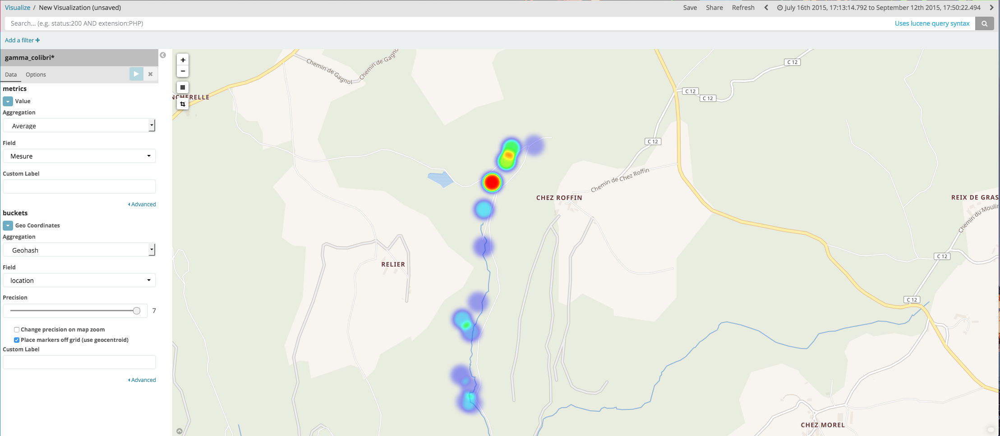 Visualize / New Visualization (unsaved)
Save Share Refresh July 16th 2015, 17:13:14.792 to September 12th 2015, 17:50:22.494
Search... (e.g. status:200 AND extension:PHP)
Uses lucene query syntax
Add a filter
gamma_colibri*
Data Options
metrics
Value
Aggregation
Average
Field
Mesure
Custom Label
Advanced
buckets
Geo Coordinates
Aggregation
Geohash
Field
location
Precision
7
Change precision on map zoom
Place markers off grid (use geocentroid)
Custom Label
Advanced
+
−
NCHERELLE
Chemin de Gagnol
Chemin de Gagno
C 12
C 12
C 12
C 12
Chemin de Chez Roffin
CHEZ ROFFIN
REIX DE GRAS
Chemin du Moulin
C 12
RELIER
C 12
CHEZ MOREL